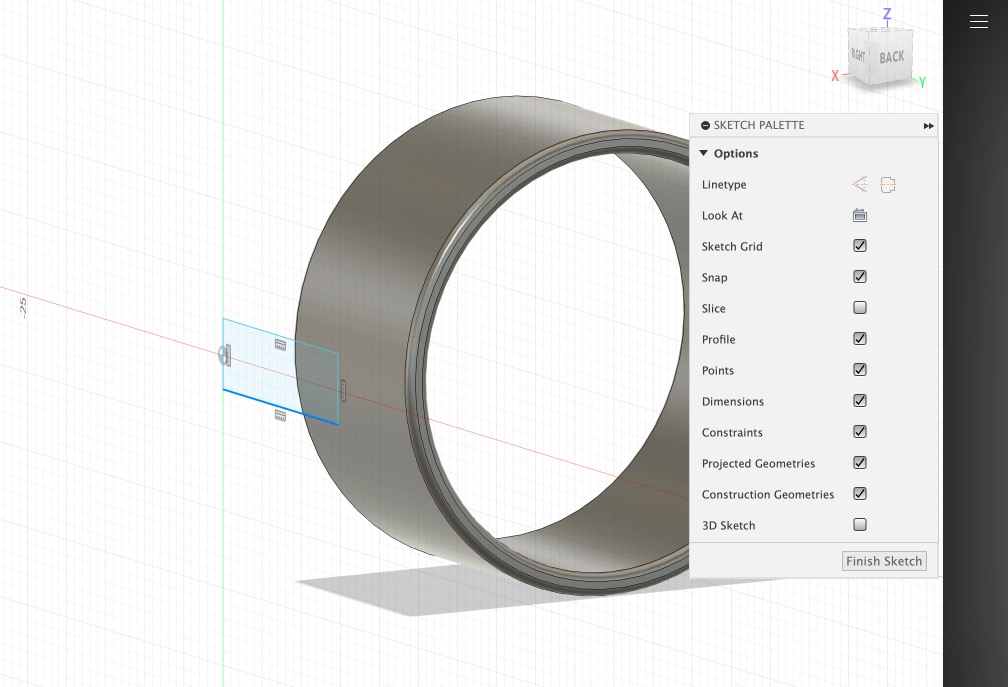 Z
RIGHT
BACK
X
Y
SKETCH PALETTE
Options
Linetype
Look At
Sketch Grid
Snap
Slice
Profile
Points
Dimensions
Constraints
Projected Geometries
Construction Geometries
3D Sketch
Finish Sketch
-25